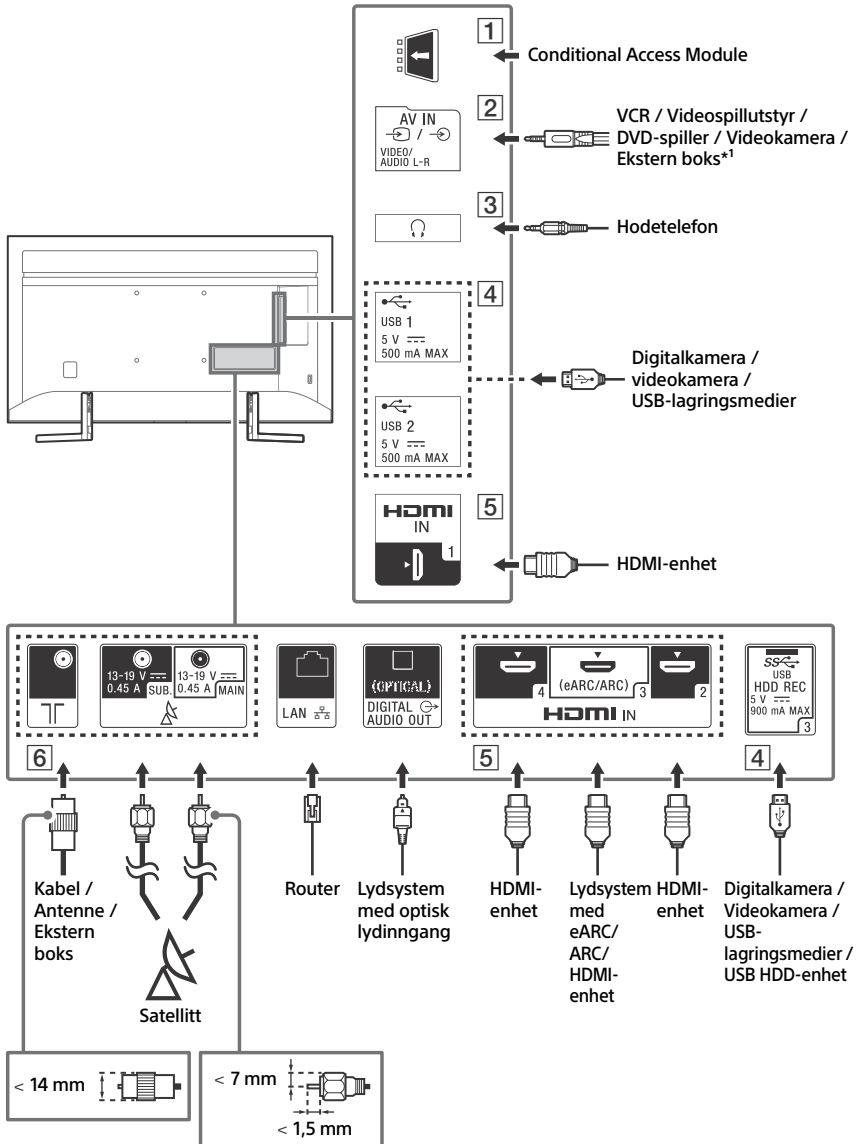 1
Conditional Access Module
2
AV IN
/
VIDEO/
AUDIO L-R
VCR / Videospillutstyr /
DVD-spiller / Videokamera /
Ekstern boks*1
3
Hodetelefon
4
USB 1
5 V
500 mA MAX
Digitalkamera /
videokamera /
USB-lagringsmedier
USB 2
5 V
500 mA MAX
5
HDMI
IN
1
HDMI-enhet
13-19 V
0.45 A SUB.
13-19 V
0.45 A MAIN
LAN
(OPTICAL)
DIGITAL
AUDIO OUT
4
(eARC/ARC) 3
2
HDMI IN
SS
USB
HDD REC
5 V
900 mA MAX
3
6
5
4
Kabel /
Antenne /
Ekstern
boks
Satellitt
Router
Lydsystem
med optisk
lydinngang
HDMI-
enhet
Lydsystem
med
eARC/
ARC/
HDMI-
enhet
HDMI-
enhet
Digitalkamera /
Videokamera /
USB-
lagringsmedier /
USB HDD-enhet
< 14 mm
< 7 mm
< 1,5 mm